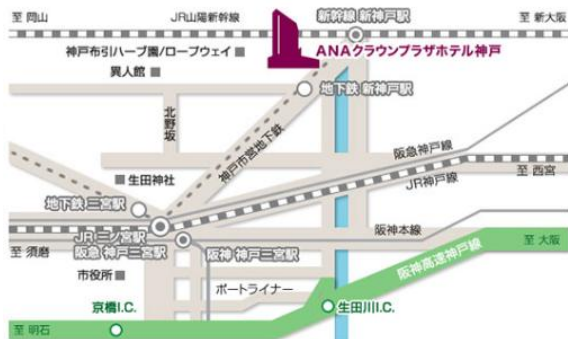 至 岡山
JR山陽新幹線
新幹線 新神戸駅
至 新大阪
神戸布引ハーブ園/ロープウェイ
ANAクラウンプラザホテル神戸
異人館
地下鉄 新神戸駅
北野坂
神戸市営地下鉄
阪急神戸線
生田神社
JR神戸線
至 西宮
地下鉄 三宮駅
JR 三ノ宮駅
阪神本線
至 須磨
阪急 神戸三宮駅
阪神 神戸三宮駅
至 大阪
市役所
阪神高速神戸線
ポートライナー
京橋I.C.
生田川I.C.
至 明石